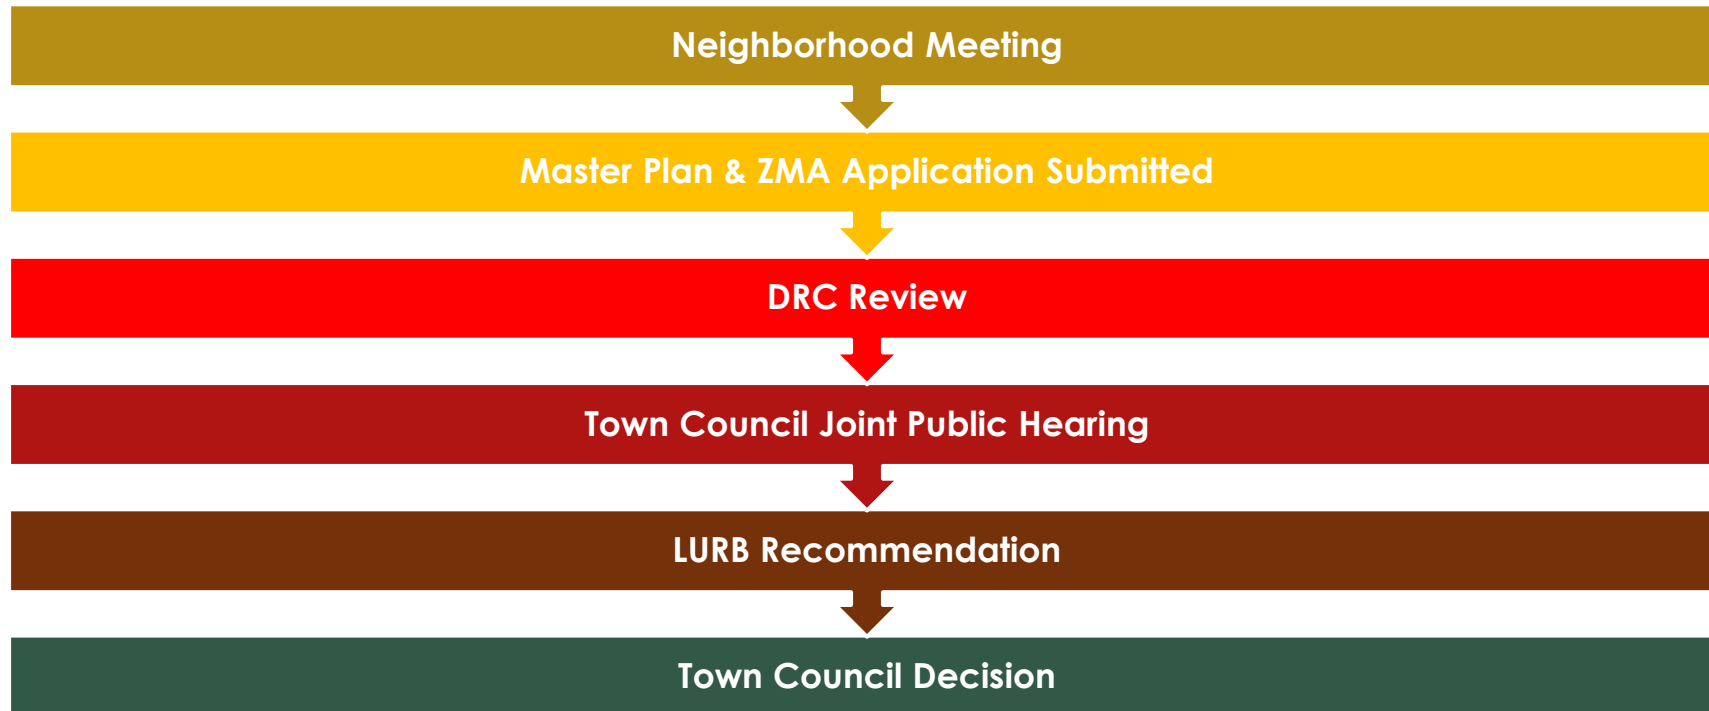 Neighborhood Meeting
Master Plan & ZMA Application Submitted
DRC Review
Town Council Joint Public Hearing
LURB Recommendation
Town Council Decision